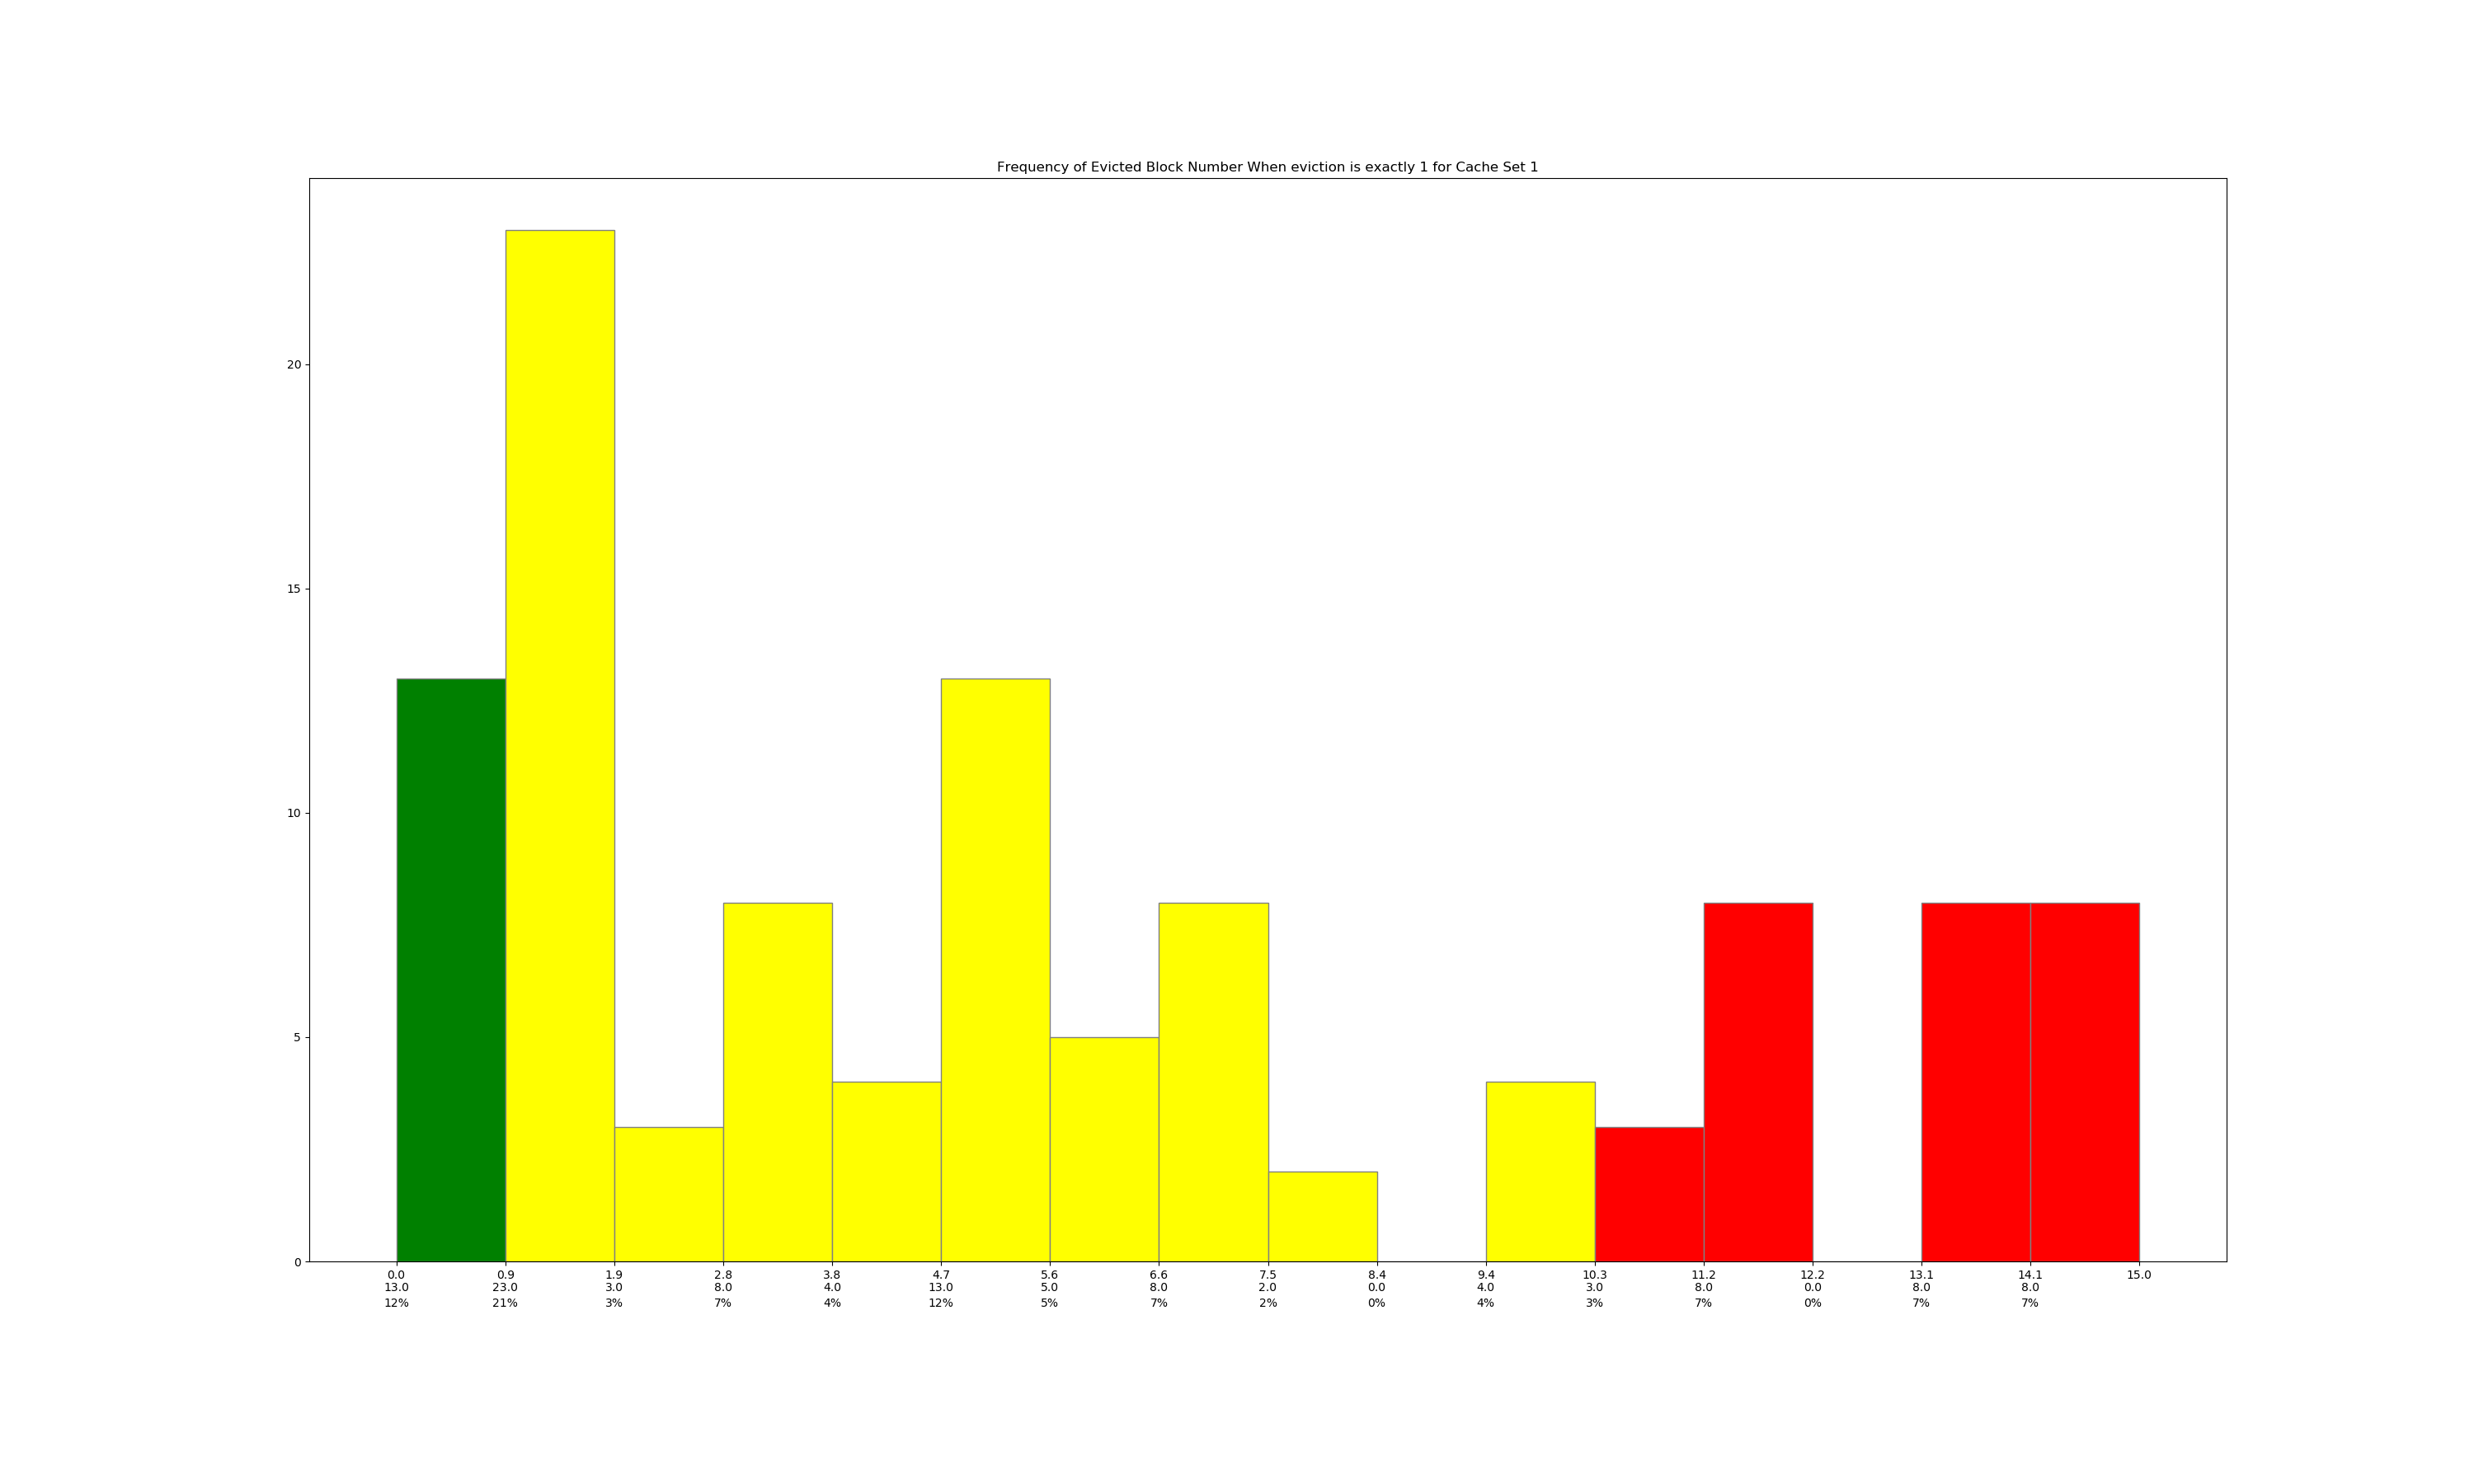 Frequency of Evicted Block Number When eviction is exactly 1 for Cache Set 1
20
15
10
5
0
0.0 0.9 1.9 2.8 3.8 4.7 5.6 6.6 7.5 8.4 9.4 10.3 11.2 12.2 13.1 14.1 15.0
13.0 23.0 3.0 8.0 4.0 13.0 5.0 8.0 2.0 0.0 4.0 3.0 8.0 0.0 8.0 8.0
12% 21% 3% 7% 4% 12% 5% 7% 2% 0% 4% 3% 7% 0% 7% 7%